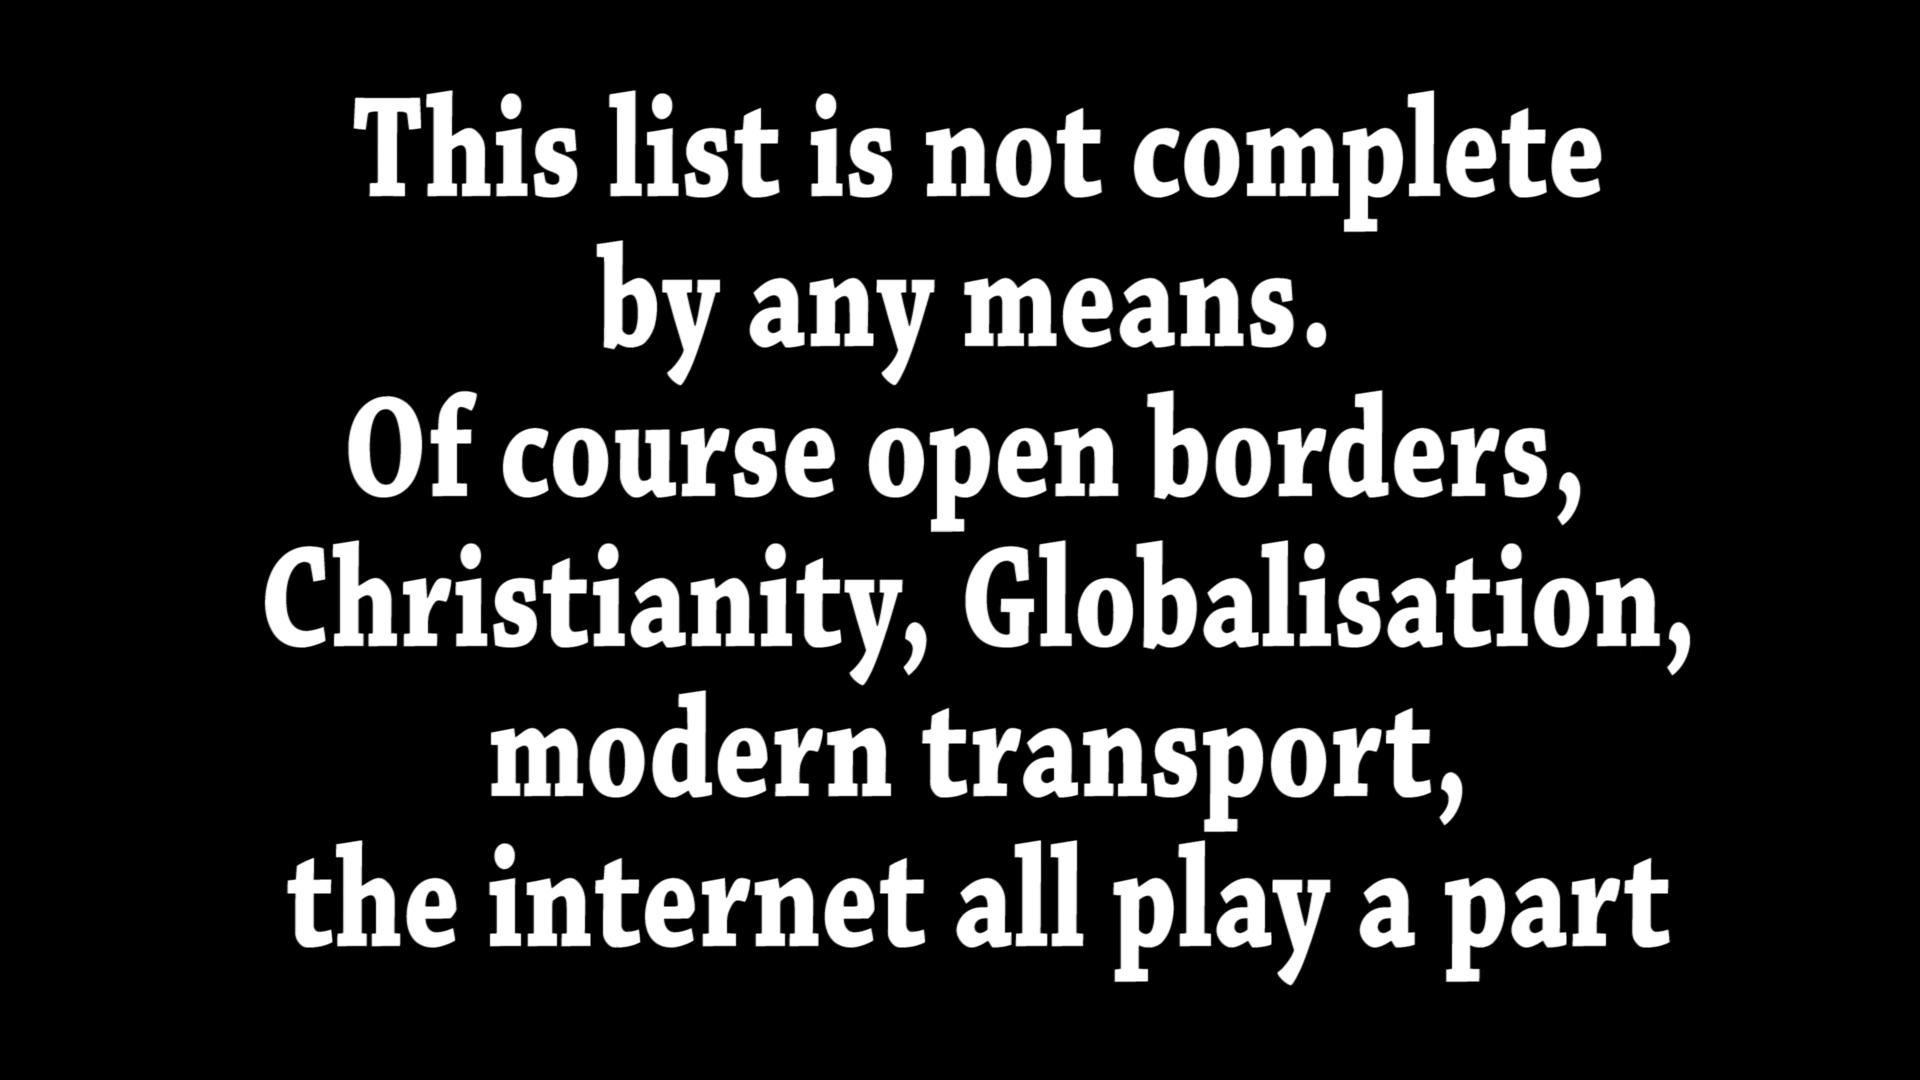 This list is not complete
by any means.
Of course open borders,
Christianity, Globalisation,
modern transport,
the internet all play a part